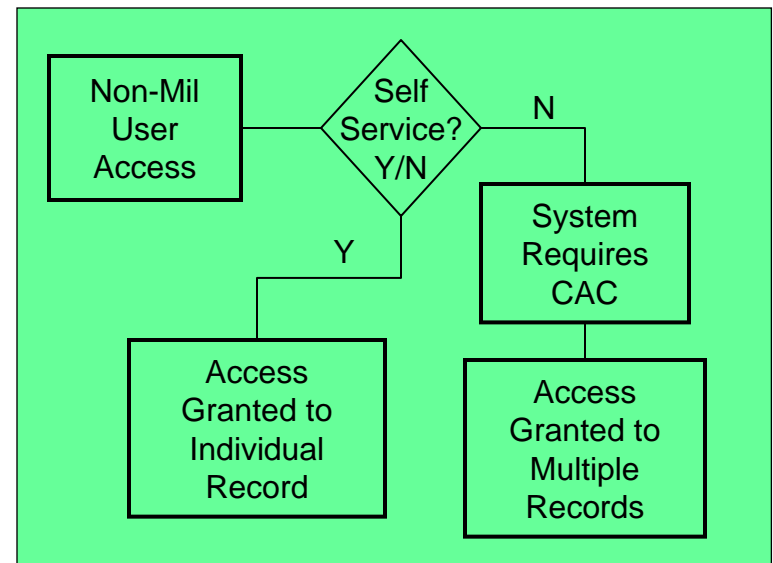 Non-Mil
User
Access
Self
Service?
Y/N
N
Y
System
Requires
CAC
Access
Granted to
Individual
Record
Access
Granted to
Multiple
Records